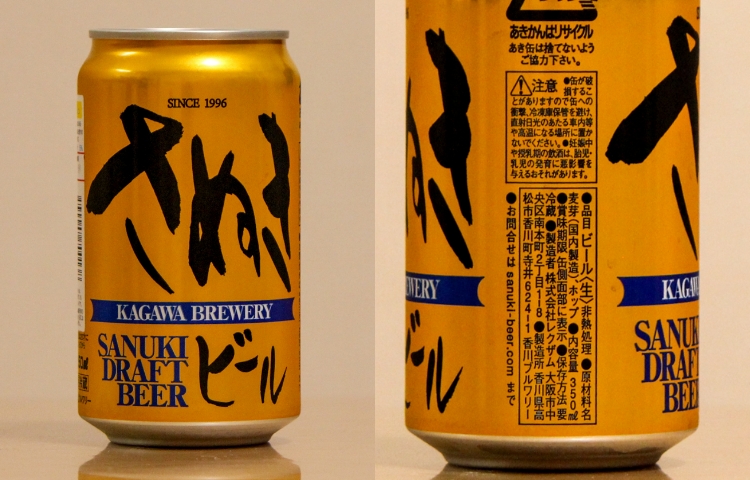 SINCE 1996
さぬき
KAGAWA BREWERY
SANUKI
DRAFT
BEER
ビール
あきかんはリサイクル
あき缶は捨てないよう
ご協力下さい。
注意
●缶が破
損するこ
とがありますので缶への
衝撃、冷凍庫保管を避け、
直射日光のあたる車内等
や高温になる場所に置か
ないでください。●妊娠中
や授乳期の飲酒は、胎児・
乳児の発育に悪影響を
与えるおそれがあります。
●品目 ビール〈生〉非熱処理 ●原材料名
麦芽(国内製造)、ホップ ●内容量 350㎖
●賞味期限 缶側面部に表示 ●保存方法 要
冷蔵 ●製造者 株式会社レクザム 大阪市中
央区南本町2丁目1-8 ●製造所 香川県高
松市香川町寺井624-1 香川ブルワリー
●お問合せは sanuki-beer.com まで
KAGAW
SANUKI
DRAF
BEE
EWERY
ール